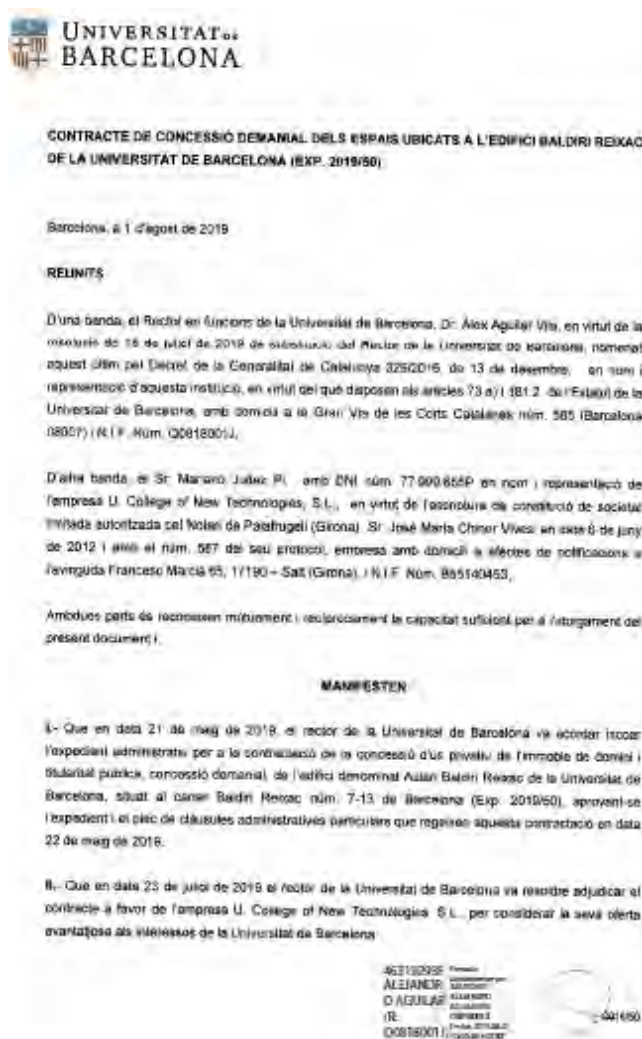 UNIVERSITAT DE
BARCELONA
CONTRACTE DE CONCESSIÓ DEMANIAL DELS ESPAIS UBICATS A L'EDIFICI BALDIRI REIXAC
DE LA UNIVERSITAT DE BARCELONA (EXP. 2019/60)
Barcelona, a 1 d'agost de 2019
REUNITS
D'una banda, el Rector en funcions de la Universitat de Barcelona, Dr. Àlex Aguilar Vila, en virtut de la
resolució de 16 de juliol de 2019 de substitució del Rector de la Universitat de Barcelona, nomenat
aquest últim pel Decret de la Generalitat de Catalunya 325/2016, de 13 de desembre, en nom i
representació d'aquesta institució, en virtut del què disposen els articles 73 a) i 181.2 de l'Estatut de la
Universitat de Barcelona, amb domicili a la Gran Via de les Corts Catalanes núm. 585 (Barcelona
08007) i N.I.F. Núm. Q0818001J,
D'altra banda, el Sr. Mariano Jubez Pi, amb DNI núm. en nom i representació de
l'empresa U. College of New Technologies, S.L., en virtut de l'escriptura de constitució de societat
limitada autoritzada pel Notari de Palafrugell (Girona) Sr. José María Chiner Vives en data 6 de juny
de 2012 i amb el núm. 587 del seu protocol, empresa amb domicili a efectes de notificacions a
l'avinguda Francesc Macià 65, 17190 – Salt (Girona), i N.I.F. Núm. B55140453,
Ambdues parts es reconeixen mútuament i recíprocament la capacitat suficient per a l'atorgament del
present document i,
MANIFESTEN
I.- Que en data 21 de maig de 2019, el rector de la Universitat de Barcelona va acordar incoar
l'expedient administratiu per a la contractació de la concessió d'ús privatiu de l'immoble de domini i
titularitat pública, concessió demanial, de l'edifici denominat Aulari Baldiri Reixac de la Universitat de
Barcelona, situat al carrer Baldiri Reixac núm. 7-13 de Barcelona (Exp. 2019/60), aprovant-se
l'expedient i el plec de clàusules administratives particulars que regeixen aquesta contractació en data
22 de maig de 2019.
II.- Que en data 23 de juliol de 2019 el rector de la Universitat de Barcelona va resoldre adjudicar el
contracte a favor de l'empresa U. College of New Technologies, S.L., per considerar la seva oferta
avantatjosa als interessos de la Universitat de Barcelona
ALEJANDR
O AGUILAR
/R:
Q0818001J